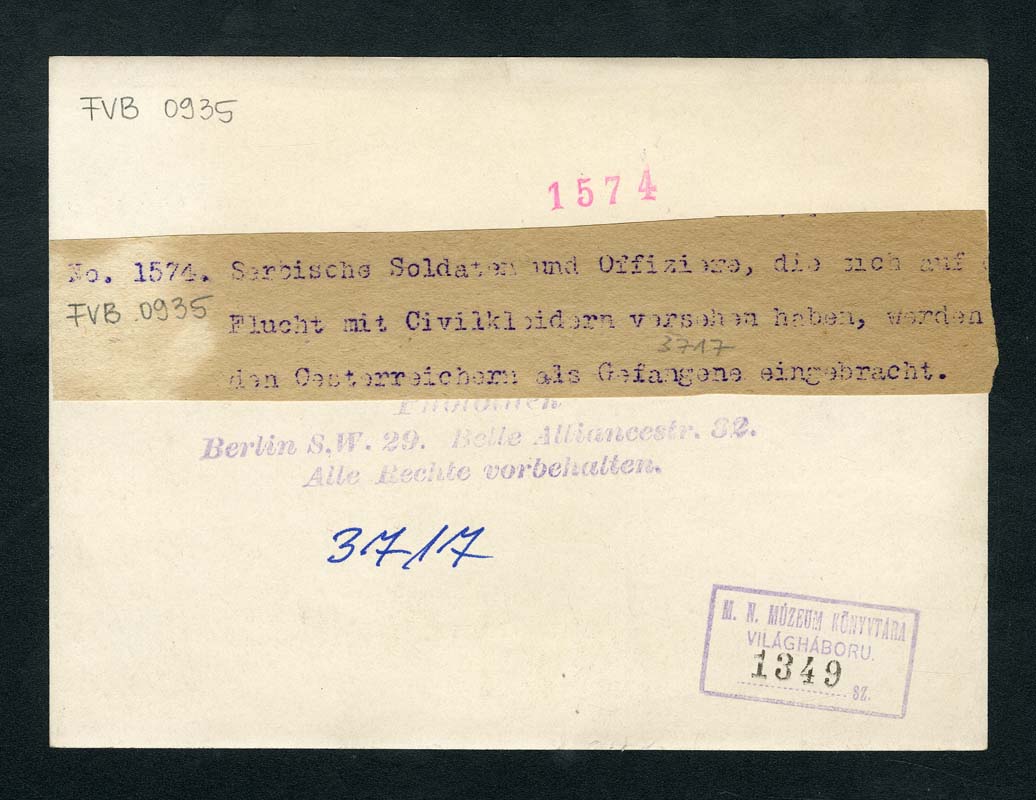 FVB 0935
1574
No. 1574. Serbische Soldaten und Offiziere, die sich auf
FVB 0935
Flucht mit Civilkleidern versehen haben, werden
3717
den Oesterreichern als Gefangene eingebracht.
Berlin S.W. 29. Belle Alliancestr. 82.
Alle Rechte vorbehalten.
3717
M. N. MÚZEUM KÖNYVTÁRA
VILÁGHÁBORU.
1349
SZ.